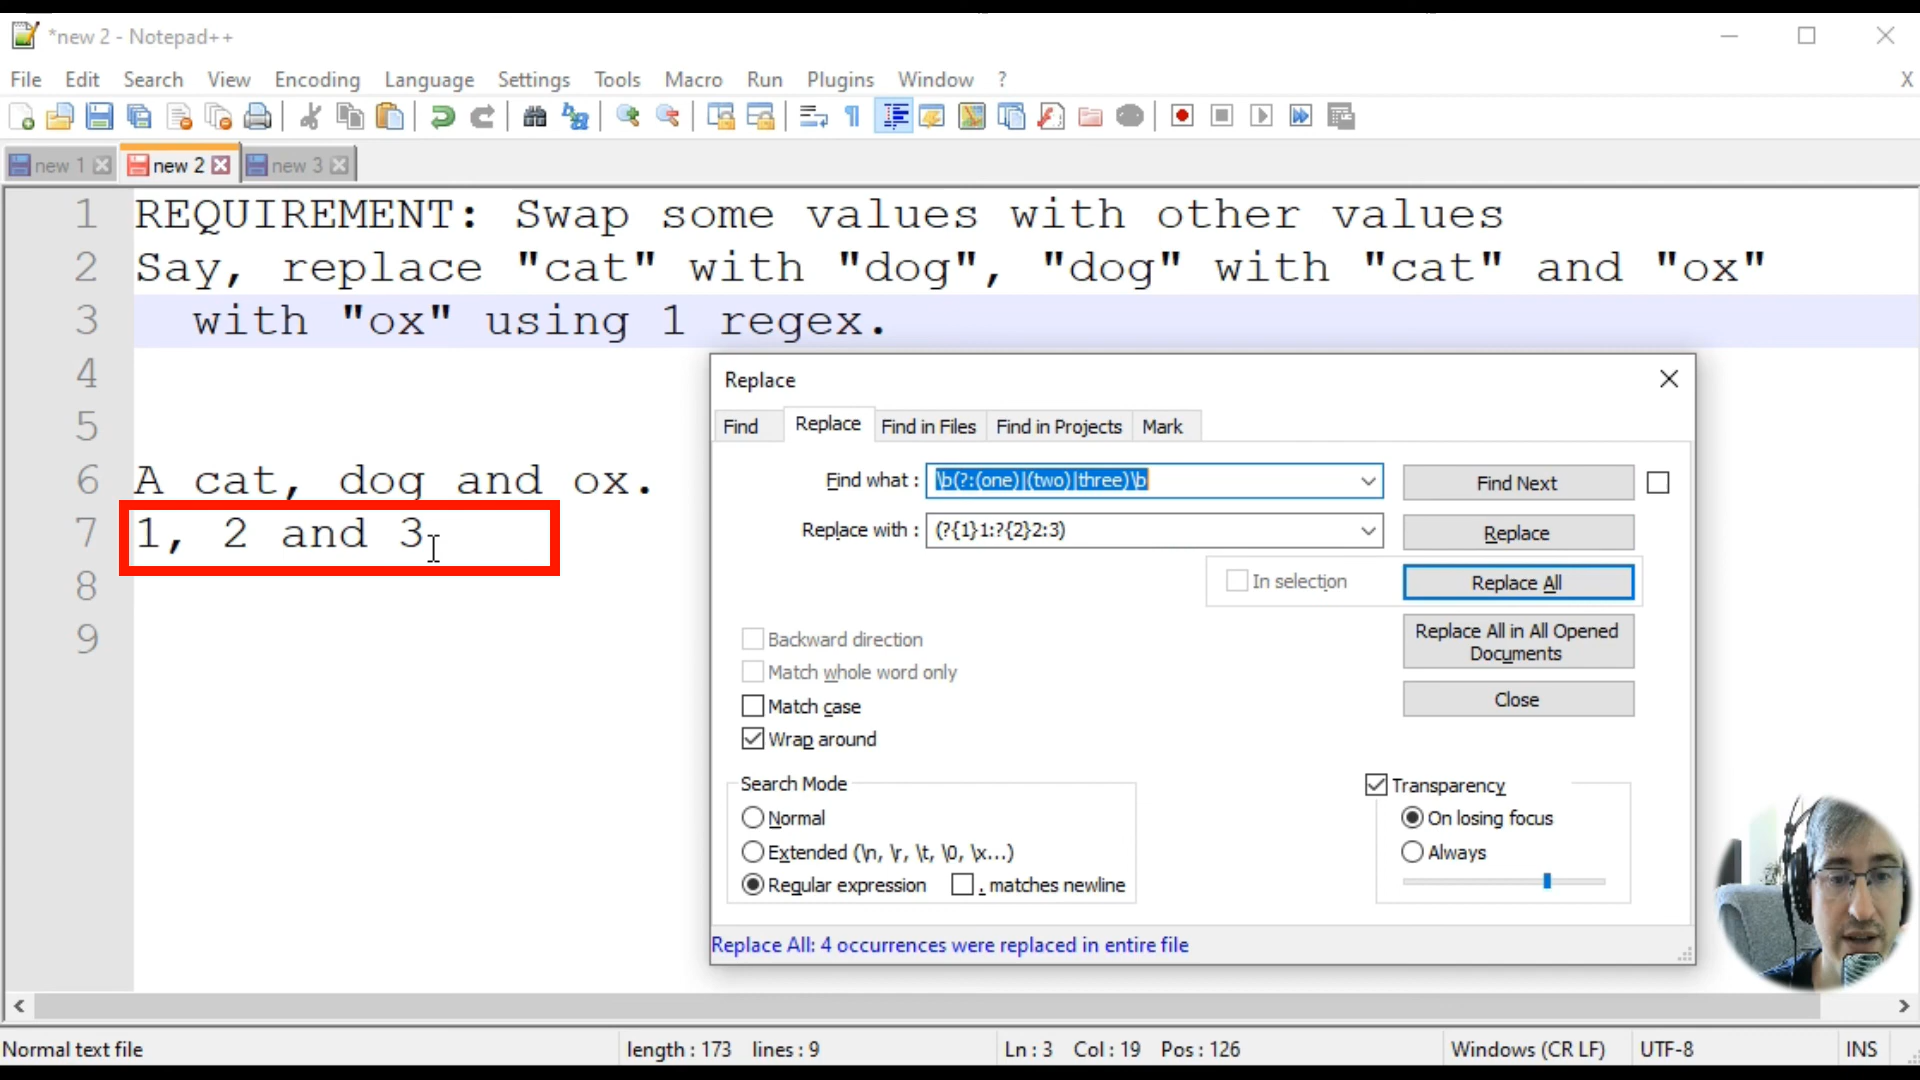 *new 2 - Notepad++
File Edit Search View Encoding Language Settings Tools Macro Run Plugins Window ? X
new 1 new 2 new 3
1 REQUIREMENT: Swap some values with other values
2 Say, replace "cat" with "dog", "dog" with "cat" and "ox"
3 with "ox" using 1 regex.
4
5
6 A cat, dog and ox.
7 1, 2 and 3
8
9
Replace
Find Replace Find in Files Find in Projects Mark
Find what : \b(?:(one)|(two)|three)\b Find Next
Replace with : (?{1}1:?{2}2:3) Replace
In selection Replace All
Replace All in All Opened
Documents
Close
Backward direction
Match whole word only
Match case
Wrap around
Search Mode
Normal
Extended (\n, \r, \t, \0, \x...)
Regular expression . matches newline
Transparency
On losing focus
Always
Replace All: 4 occurrences were replaced in entire file
Normal text file length : 173 lines : 9 Ln : 3 Col : 19 Pos : 126 Windows (CR LF) UTF-8 INS